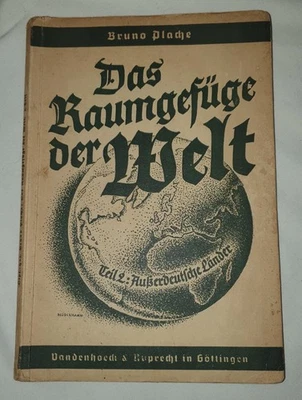 Bruno Plache
Das
Raumgefüge
der Welt
Teil 2: Außerdeutsche Länder
Vandenhoeck & Ruprecht in Göttingen